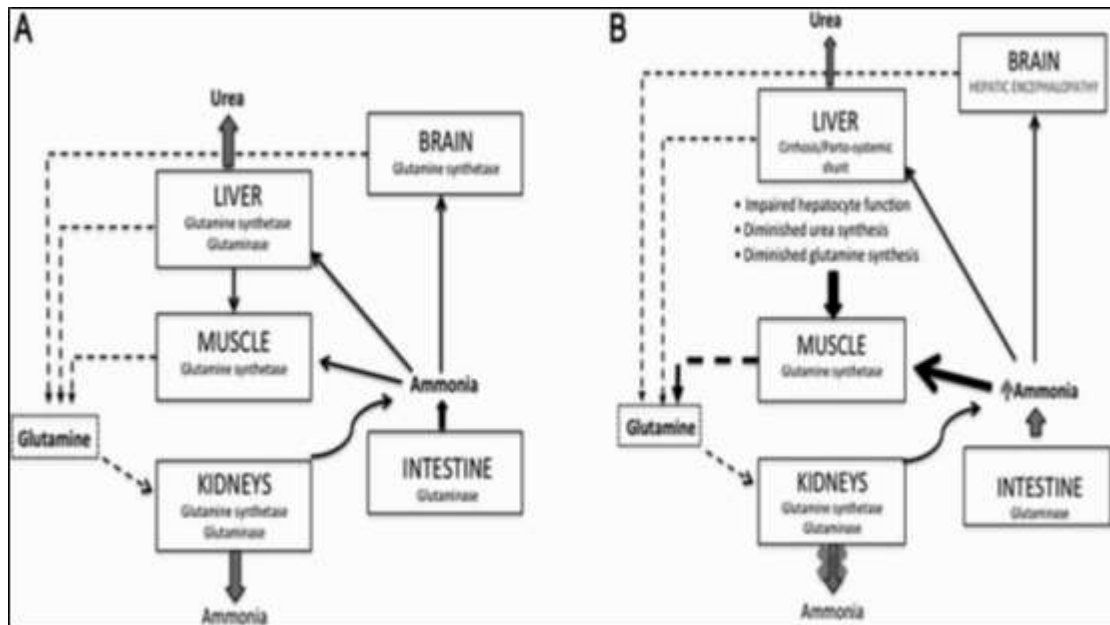 A
Urea
BRAIN
Glutamine synthetase
LIVER
Glutamine synthetase
Glutaminase
MUSCLE
Glutamine synthetase
Ammonia
Glutamine
KIDNEYS
Glutamine synthetase
Glutaminase
INTESTINE
Glutaminase
Ammonia
B
Urea
BRAIN
HEPATIC ENCEPHALOPATHY
LIVER
Cirrhosis/Porto-systemic
shunt
• Impaired hepatocyte function
• Diminished urea synthesis
• Diminished glutamine synthesis
MUSCLE
Glutamine synthetase
Ammonia
Glutamine
KIDNEYS
Glutamine synthetase
Glutaminase
INTESTINE
Glutaminase
Ammonia